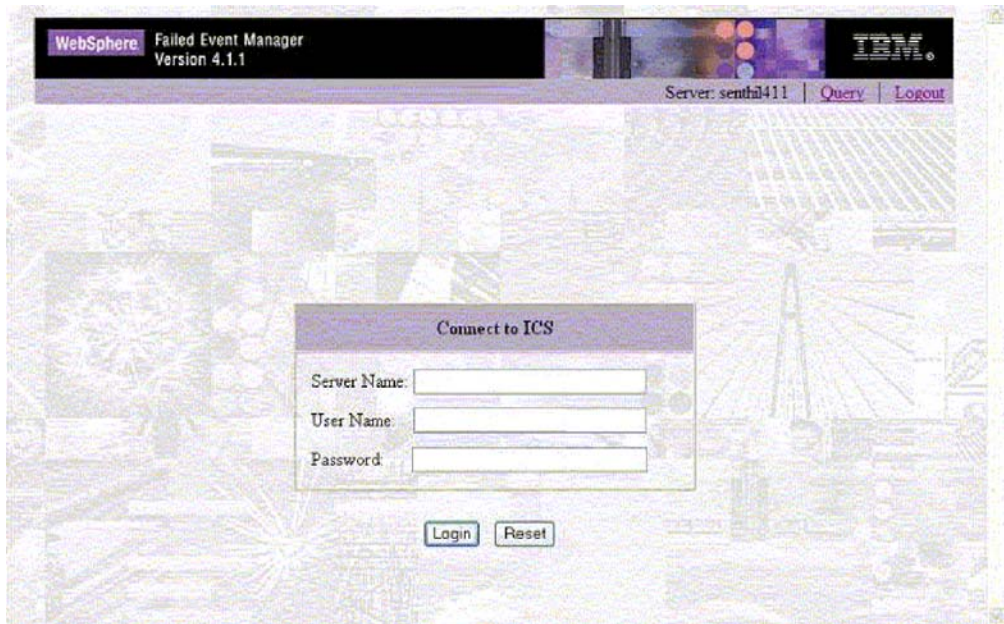 WebSphere Failed Event Manager
Version 4.1.1
IBM®
Server: senthil411 | Query | Logout
Connect to ICS
Server Name:
User Name:
Password:
Login Reset